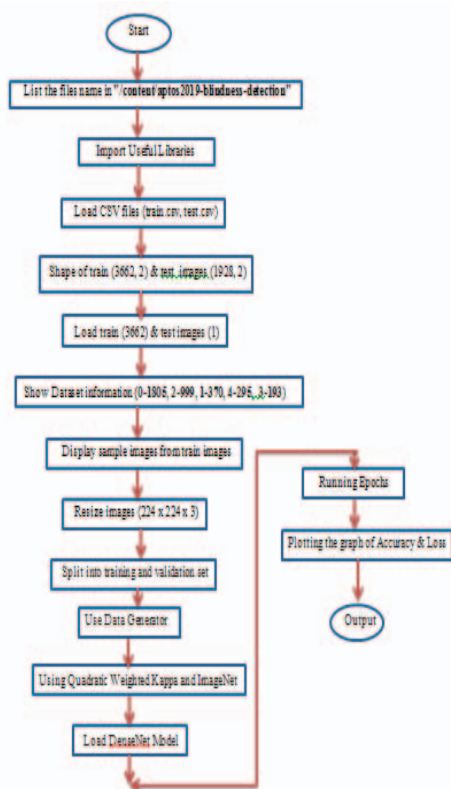 Start
List the files name in "/content/aptos2019-blindness-detection"
Import Useful Libraries
Load CSV files (train.csv, test.csv)
Shape of train (3662, 2) & test_images (1928, 2)
Load train (3662) & test images (1)
Show Dataset information (0-1805, 2-999, 1-370, 4-295, 3-193)
Display sample images from train images
Resize images (224 x 224 x 3)
Split into training and validation set
Use Data Generator
Using Quadratic Weighted Kappa and ImageNet
Load DenseNet Model
Running Epochs
Plotting the graph of Accuracy & Loss
Output